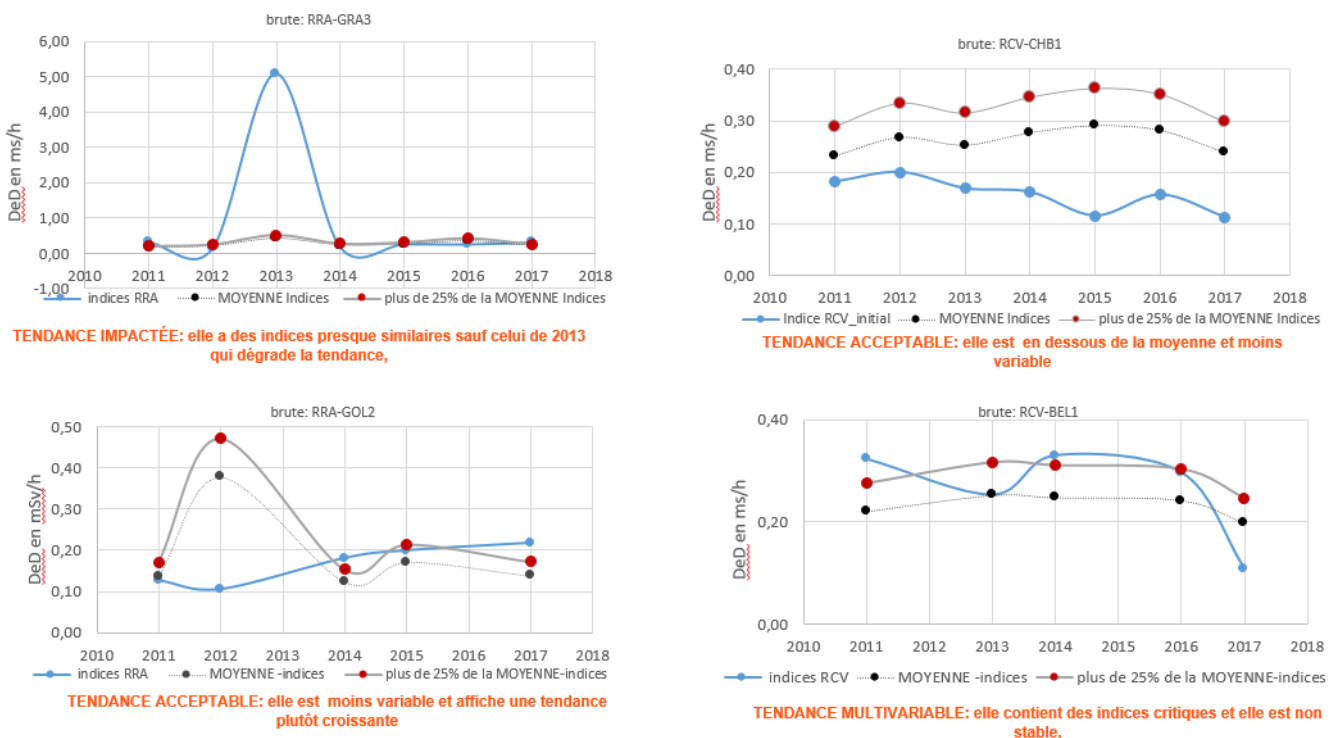 brute: RRA-GRA3
6,00
5,00
4,00
3,00
2,00
1,00
0,00
-1,00
DeD en ms/h
2010 2011 2012 2013 2014 2015 2016 2017 2018
indices RRA MOYENNE Indices plus de 25% de la MOYENNE Indices
TENDANCE IMPACTÉE: elle a des indices presque similaires sauf celui de 2013
qui dégrade la tendance,
brute: RCV-CHB1
0,40
0,30
0,20
0,10
0,00
DeD en ms/h
2010 2011 2012 2013 2014 2015 2016 2017 2018
Indice RCV_initial MOYENNE Indices plus de 25% de la MOYENNE Indices
TENDANCE ACCEPTABLE: elle est en dessous de la moyenne et moins
variable
brute: RRA-GOL2
0,50
0,40
0,30
0,20
0,10
0,00
DeD en mSv/h
2010 2011 2012 2013 2014 2015 2016 2017 2018
indices RRA MOYENNE -indices plus de 25% de la MOYENNE-indices
TENDANCE ACCEPTABLE: elle est moins variable et affiche une tendance
plutôt croissante
brute: RCV-BEL1
0,40
0,20
0,00
DeD en ms/h
2010 2011 2012 2013 2014 2015 2016 2017 2018
indices RCV MOYENNE -indices plus de 25% de la MOYENNE-indices
TENDANCE MULTIVARIABLE: elle contient des indices critiques et elle est non
stable.